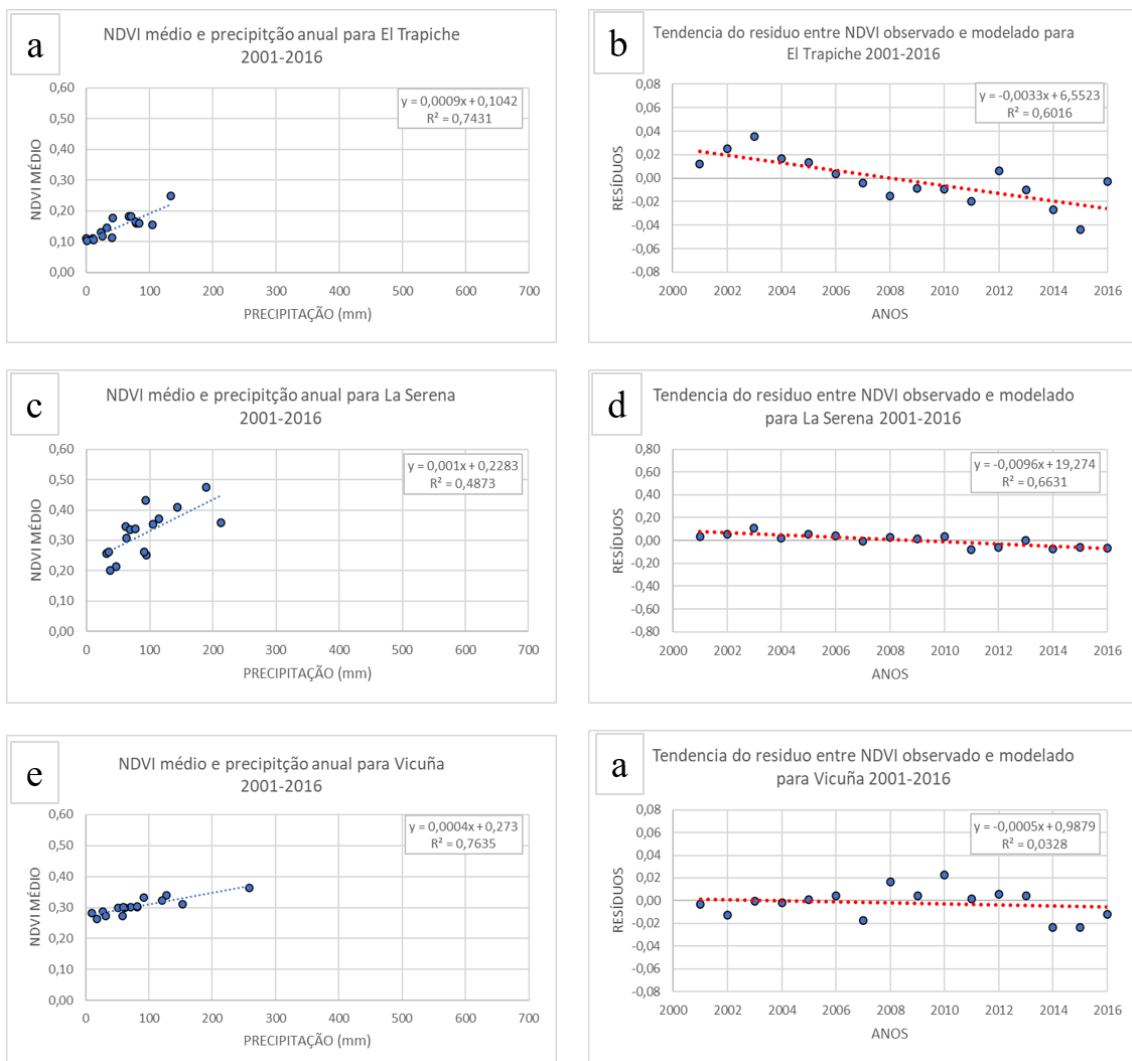 a
NDVI médio e precipitção anual para El Trapiche
2001-2016
y = 0,0009x + 0,1042
R² = 0,7431
NDVI MÉDIO
0,60
0,50
0,40
0,30
0,20
0,10
0,00
0 100 200 300 400 500 600 700
PRECIPITAÇÃO (mm)
b
Tendencia do residuo entre NDVI observado e modelado para
El Trapiche 2001-2016
y = -0,0033x + 6,5523
R² = 0,6016
RESÍDUOS
0,08
0,06
0,04
0,02
0,00
-0,02
-0,04
-0,06
-0,08
2000 2002 2004 2006 2008 2010 2012 2014 2016
ANOS
c
NDVI médio e precipitção anual para La Serena
2001-2016
y = 0,001x + 0,2283
R² = 0,4873
NDVI MÉDIO
0,60
0,50
0,40
0,30
0,20
0,10
0,00
0 100 200 300 400 500 600 700
PRECIPITAÇÃO (mm)
d
Tendencia do residuo entre NDVI observado e modelado
para La Serena 2001-2016
y = -0,0096x + 19,274
R² = 0,6631
RESÍDUOS
0,80
0,60
0,40
0,20
0,00
-0,20
-0,40
-0,60
-0,80
2000 2002 2004 2006 2008 2010 2012 2014 2016
ANOS
e
NDVI médio e precipitção anual para Vicuña
2001-2016
y = 0,0004x + 0,273
R² = 0,7635
NDVI MÉDIO
0,60
0,50
0,40
0,30
0,20
0,10
0,00
0 100 200 300 400 500 600 700
PRECIPITAÇÃO (mm)
a
Tendencia do residuo entre NDVI observado e modelado
para Vicuña 2001-2016
y = -0,0005x + 0,9879
R² = 0,0328
RESÍDUOS
0,08
0,06
0,04
0,02
0,00
-0,02
-0,04
-0,06
-0,08
2000 2002 2004 2006 2008 2010 2012 2014 2016
ANOS